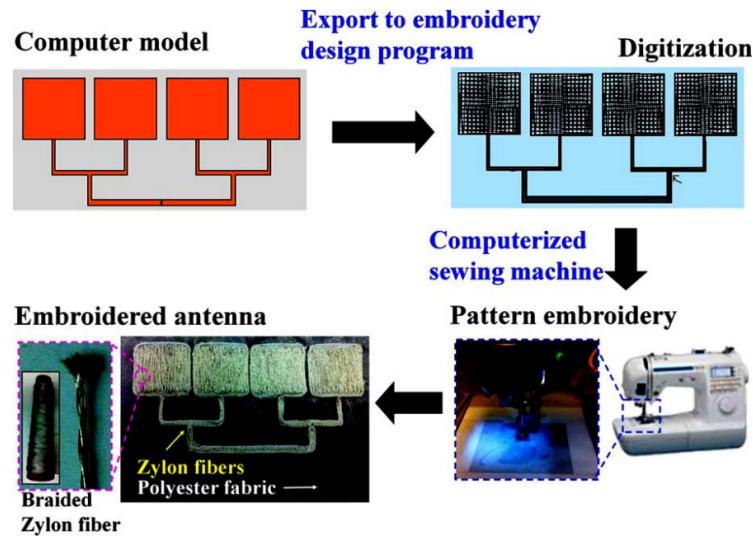 Computer model
Export to embroidery
design program
Digitization
Computerized
sewing machine
Pattern embroidery
Embroidered antenna
Zylon fibers
Polyester fabric
Braided
Zylon fiber